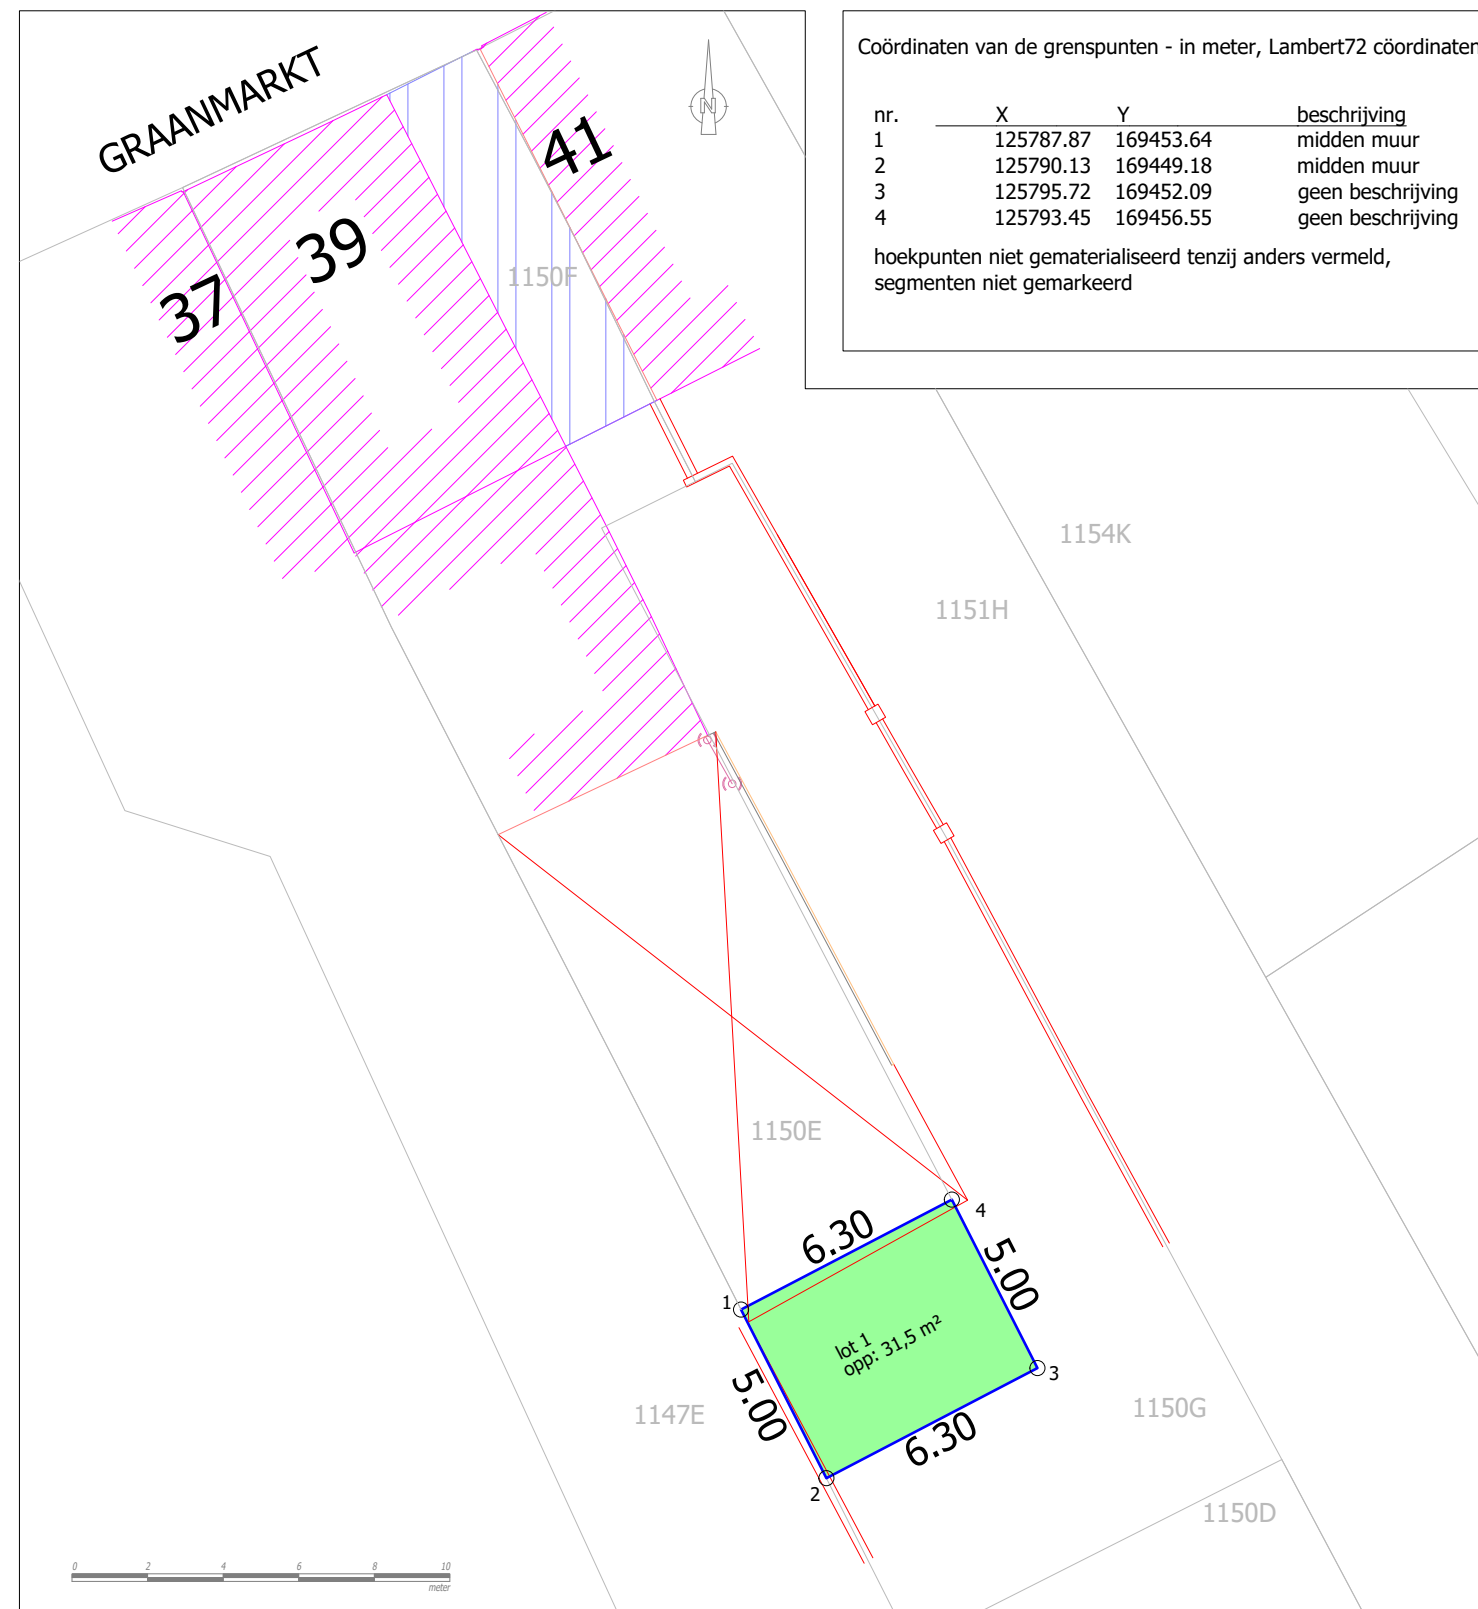 Coördinaten van de grenspunten - in meter, Lambert72 cöordinaten
nr. X Y beschrijving
1 125787.87 169453.64 midden muur
2 125790.13 169449.18 midden muur
3 125795.72 169452.09 geen beschrijving
4 125793.45 169456.55 geen beschrijving
hoekpunten niet gematerialiseerd tenzij anders vermeld,
segmenten niet gemarkeerd
GRAANMARKT
N
41
39
37
1150F
1154K
1151H
(o)
(o)
1150E
6.30
4
5.00
1
lot 1
opp: 31,5 m²
3
5.00
1147E
6.30
1150G
2
1150D
0 2 4 6 8 10
meter